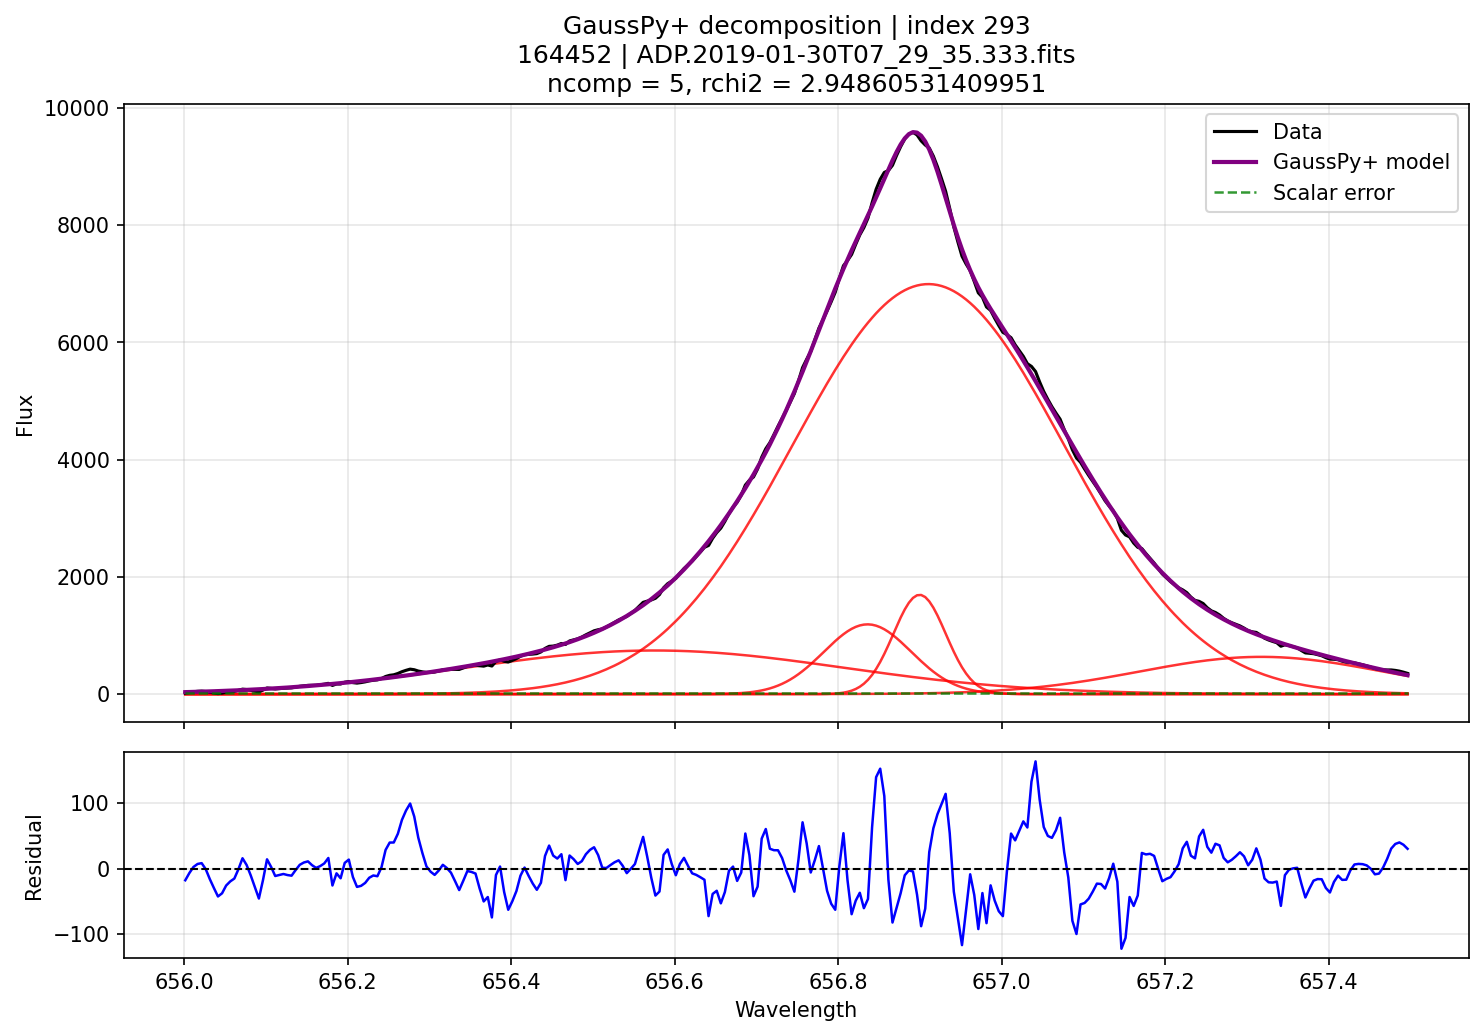 GaussPy+ decomposition | index 293
164452 | ADP.2019-01-30T07_29_35.333.fits
ncomp = 5, rchi2 = 2.94860531409951
Data
GaussPy+ model
Scalar error
10000
8000
6000
4000
2000
0
Flux
100
0
−100
Residual
656.0 656.2 656.4 656.6 656.8 657.0 657.2 657.4
Wavelength